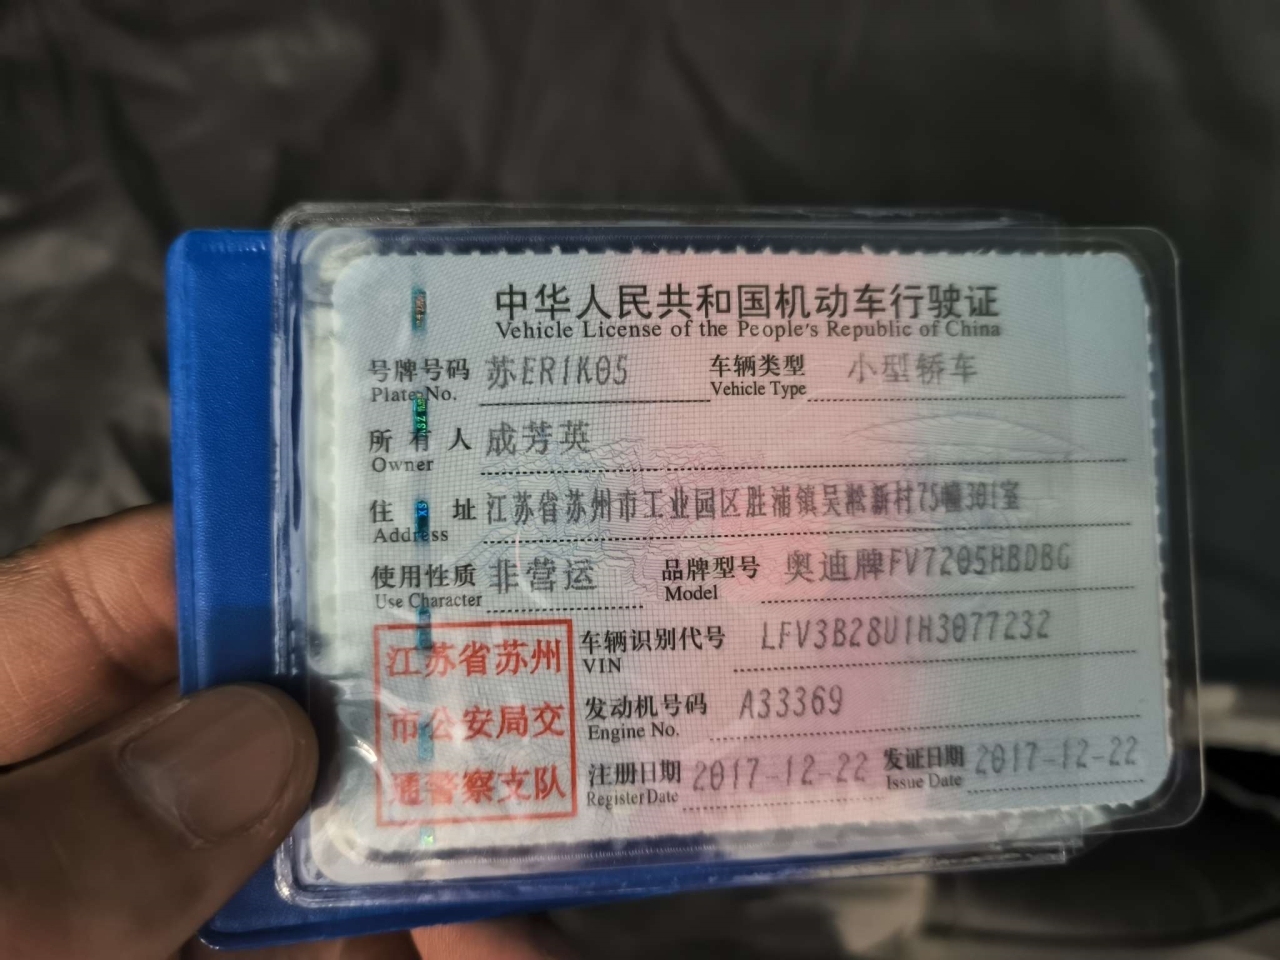 中华人民共和国机动车行驶证
Vehicle License of the People's Republic of China
号牌号码 苏ER1K05 车辆类型 小型轿车
Plate No. Vehicle Type
所有人 成芳英
Owner
住址 江苏省苏州市工业园区胜浦镇吴淞新村75幢301室
Address
使用性质 非营运 品牌型号 奥迪牌FV7205HBDBG
Use Character Model
江苏省苏州
市公安局交
通警察支队
车辆识别代号 LFV3B28U1H3077232
VIN
发动机号码 A33369
Engine No.
注册日期 2017-12-22 发证日期 2017-12-22
Register Date Issue Date